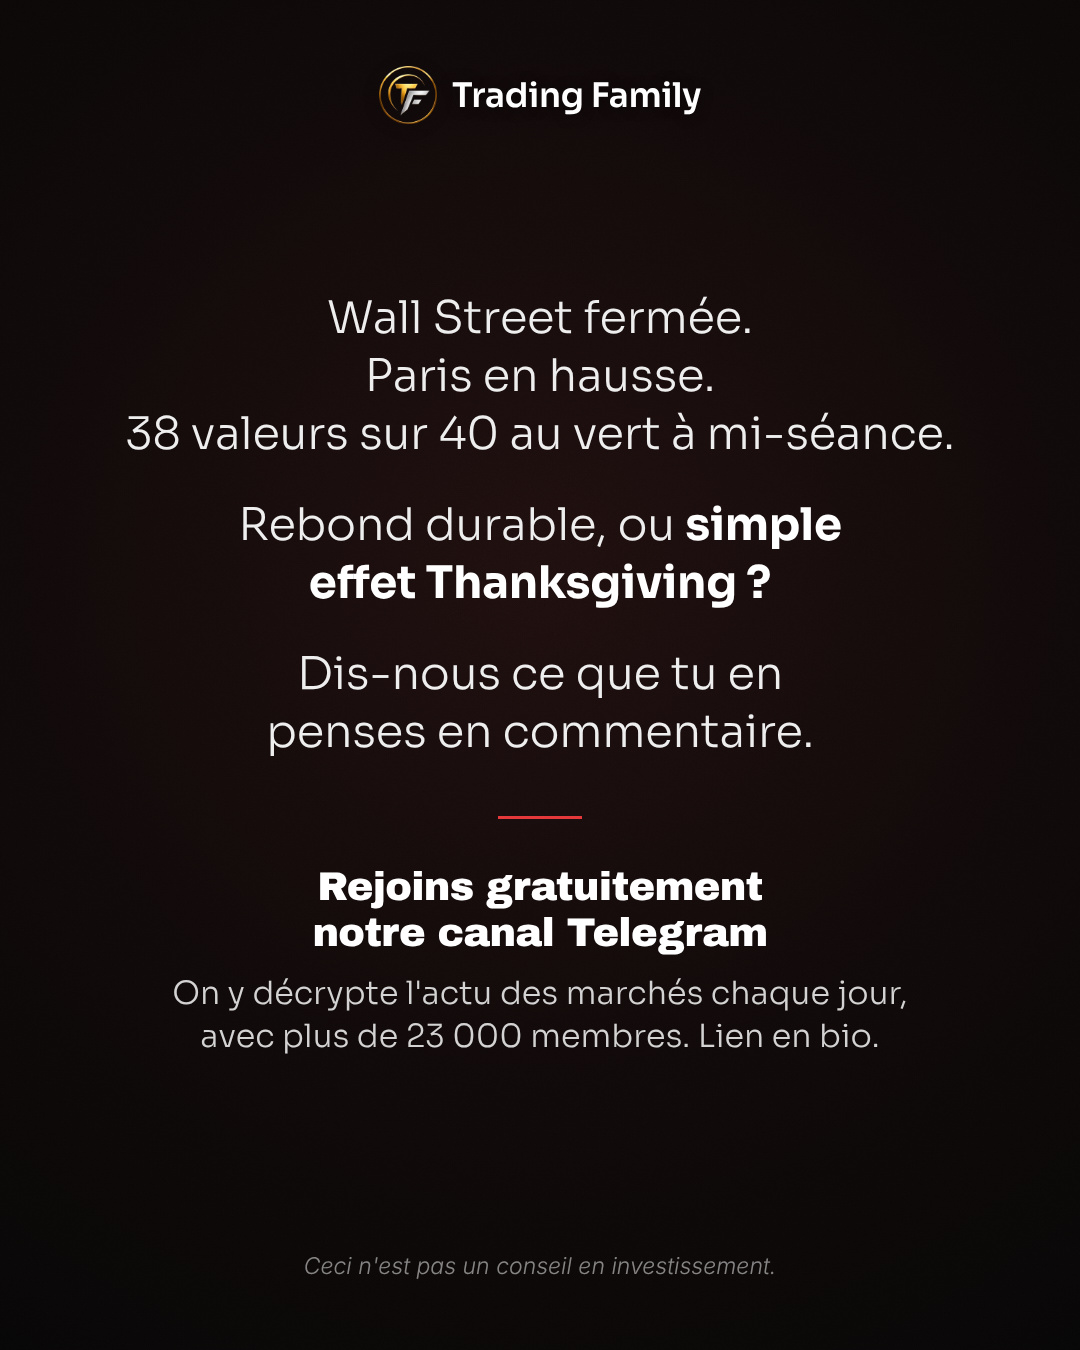 TF Trading Family
Wall Street fermée.
Paris en hausse.
38 valeurs sur 40 au vert à mi-séance.
Rebond durable, ou simple
effet Thanksgiving ?
Dis-nous ce que tu en
penses en commentaire.
Rejoins gratuitement
notre canal Telegram
On y décrypte l'actu des marchés chaque jour,
avec plus de 23 000 membres. Lien en bio.
Ceci n'est pas un conseil en investissement.